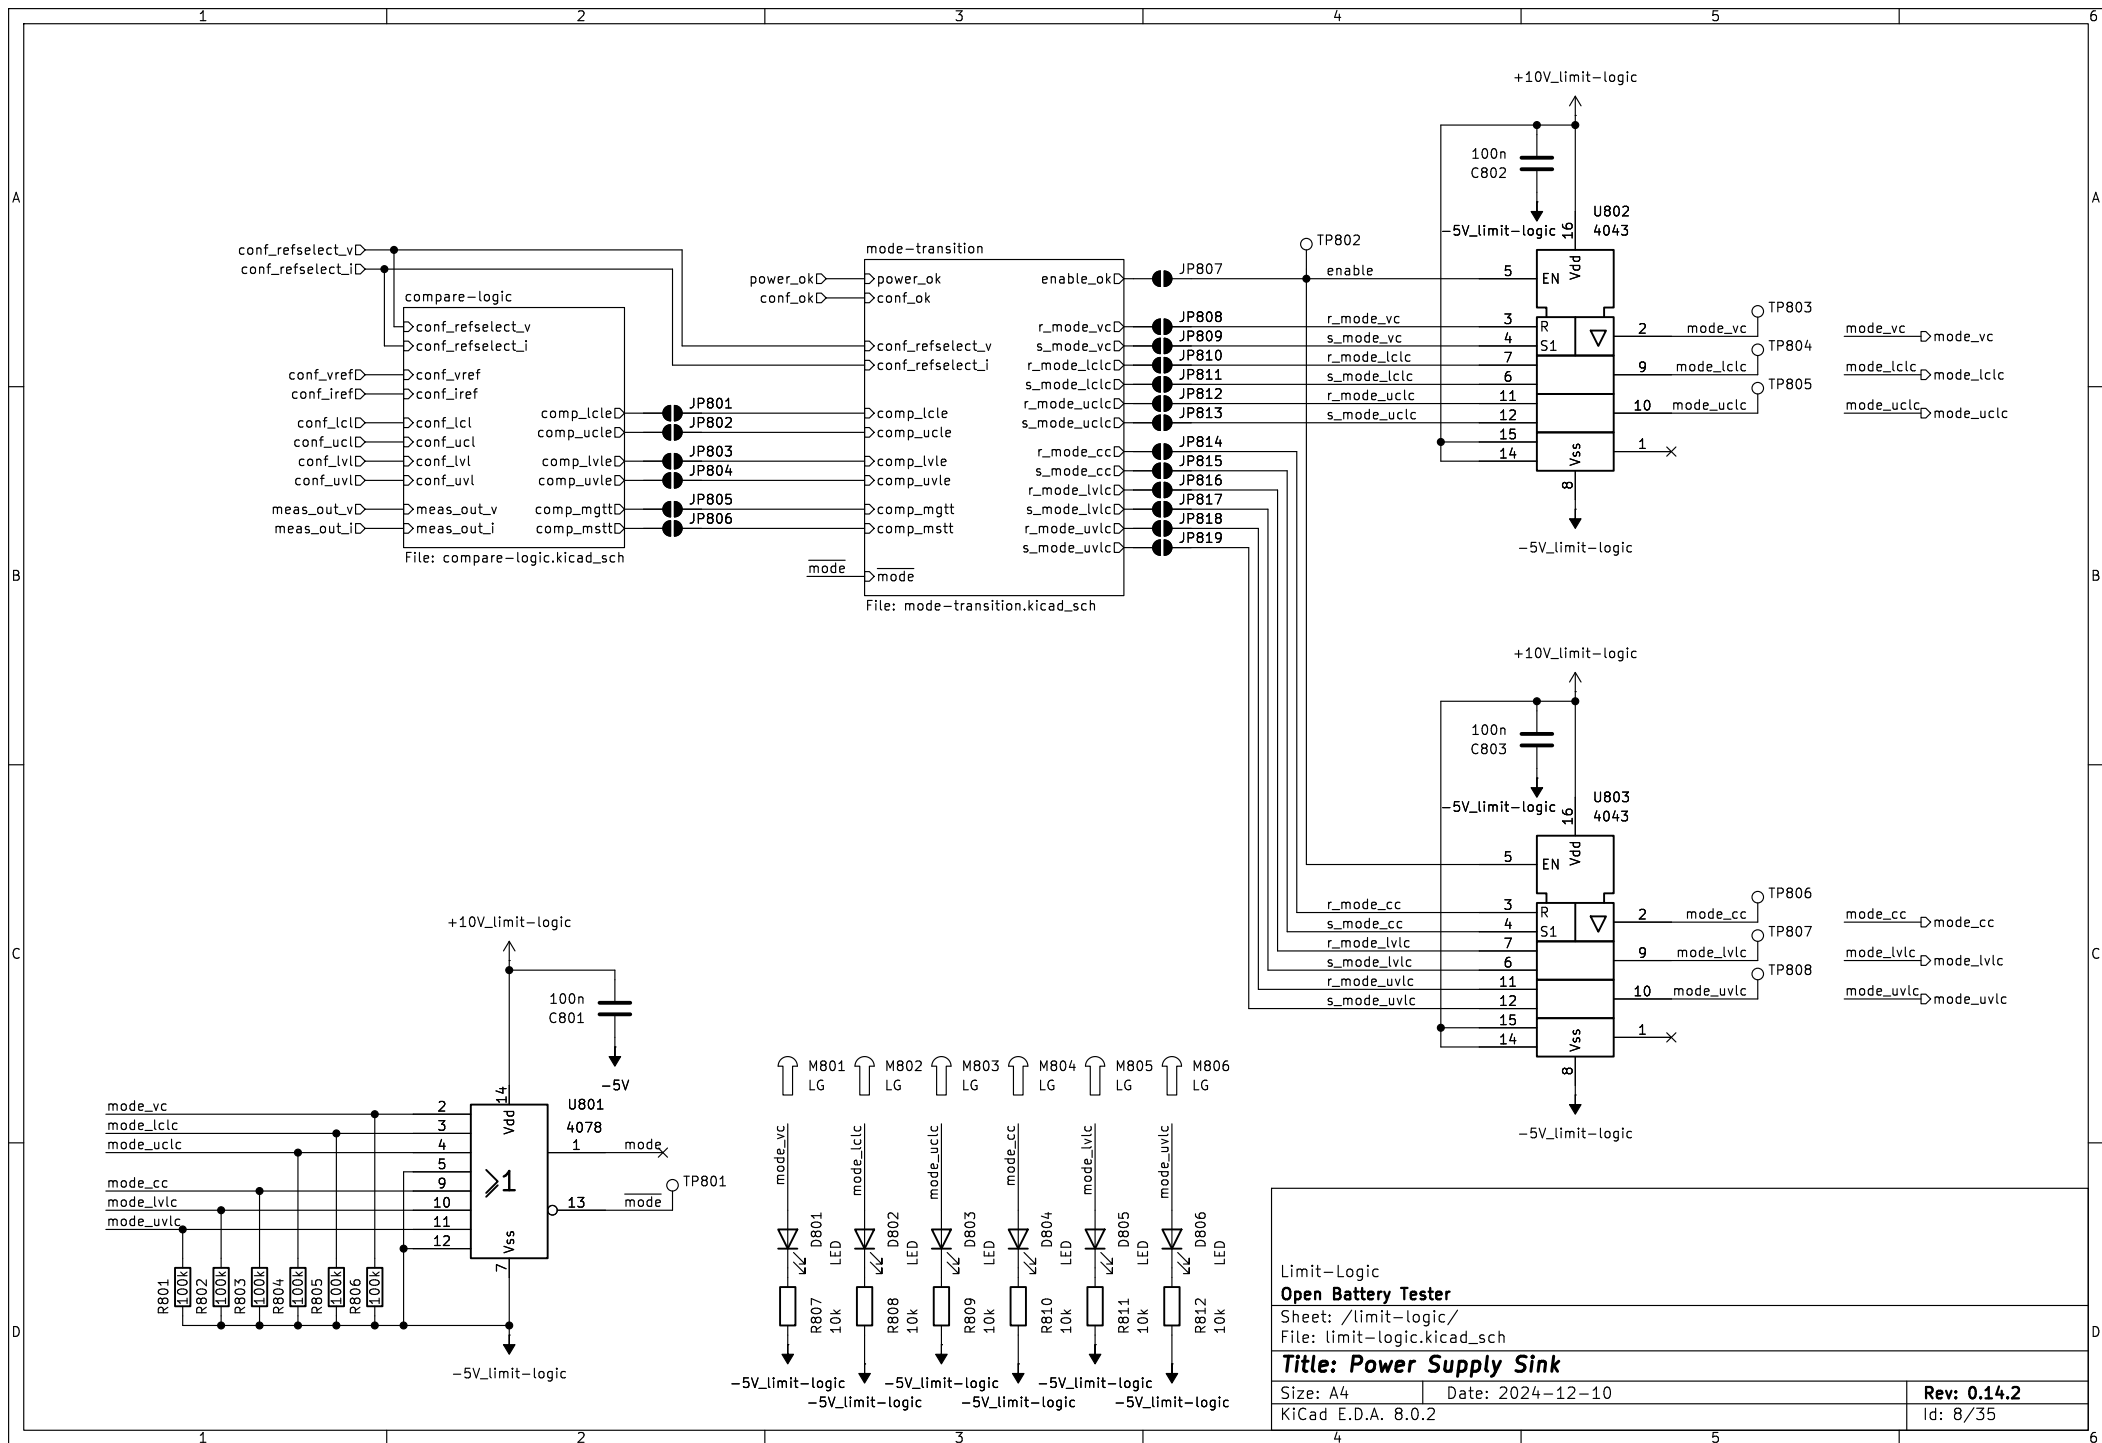 1 2 3 4 5 6
A
B
C
D
A
B
C
D
1 2 3 4 5 6
conf_refselect_v
conf_refselect_i
compare-logic
conf_refselect_v
conf_refselect_i
conf_vref conf_vref
conf_iref conf_iref
conf_lcl conf_lcl
conf_ucl conf_ucl
conf_lvl conf_lvl
conf_uvl conf_uvl
meas_out_v meas_out_v
meas_out_i meas_out_i
comp_lcle JP801
comp_ucle JP802
comp_lvle JP803
comp_uvle JP804
comp_mgtt JP805
comp_mstt JP806
File: compare-logic.kicad_sch
mode-transition
power_ok power_ok
conf_ok conf_ok
conf_refselect_v
conf_refselect_i
comp_lcle
comp_ucle
comp_lvle
comp_uvle
comp_mgtt
comp_mstt
mode mode
File: mode-transition.kicad_sch
enable_ok JP807
r_mode_vc JP808
s_mode_vc JP809
r_mode_lclc JP810
s_mode_lclc JP811
r_mode_uclc JP812
s_mode_uclc JP813
r_mode_cc JP814
s_mode_cc JP815
r_mode_lvlc JP816
s_mode_lvlc JP817
r_mode_uvlc JP818
s_mode_uvlc JP819
TP802
+10V_limit-logic
100n
C802
-5V_limit-logic
U802
4043
16
Vdd
enable 5 EN
r_mode_vc 3 R
s_mode_vc 4 S1
r_mode_lclc 7
s_mode_lclc 6
r_mode_uclc 11
s_mode_uclc 12
15
14
Vss
8
-5V_limit-logic
2 mode_vc TP803
9 mode_lclc TP804
10 mode_uclc TP805
1
mode_vc mode_vc
mode_lclc mode_lclc
mode_uclc mode_uclc
+10V_limit-logic
100n
C803
-5V_limit-logic
U803
4043
16
Vdd
5 EN
r_mode_cc 3 R
s_mode_cc 4 S1
r_mode_lvlc 7
s_mode_lvlc 6
r_mode_uvlc 11
s_mode_uvlc 12
15
14
Vss
8
-5V_limit-logic
2 mode_cc TP806
9 mode_lvlc TP807
10 mode_uvlc TP808
1
mode_cc mode_cc
mode_lvlc mode_lvlc
mode_uvlc mode_uvlc
+10V_limit-logic
100n
C801
-5V
14
Vdd
U801
4078
mode_vc 2
mode_lclc 3
mode_uclc 4
5
mode_cc 9
mode_lvlc 10
mode_uvlc 11
12
≥1
1 mode
13 mode TP801
Vss
7
R801 100k
R802 100k
R803 100k
R804 100k
R805 100k
R806 100k
-5V_limit-logic
M801 M802 M803 M804 M805 M806
LG LG LG LG LG LG
mode_vc mode_lclc mode_uclc mode_cc mode_lvlc mode_uvlc
D801 LED
D802 LED
D803 LED
D804 LED
D805 LED
D806 LED
R807 10k
R808 10k
R809 10k
R810 10k
R811 10k
R812 10k
-5V_limit-logic -5V_limit-logic -5V_limit-logic
-5V_limit-logic -5V_limit-logic -5V_limit-logic
Limit-Logic
Open Battery Tester
Sheet: /limit-logic/
File: limit-logic.kicad_sch
Title: Power Supply Sink
Size: A4 Date: 2024-12-10 Rev: 0.14.2
KiCad E.D.A. 8.0.2 Id: 8/35